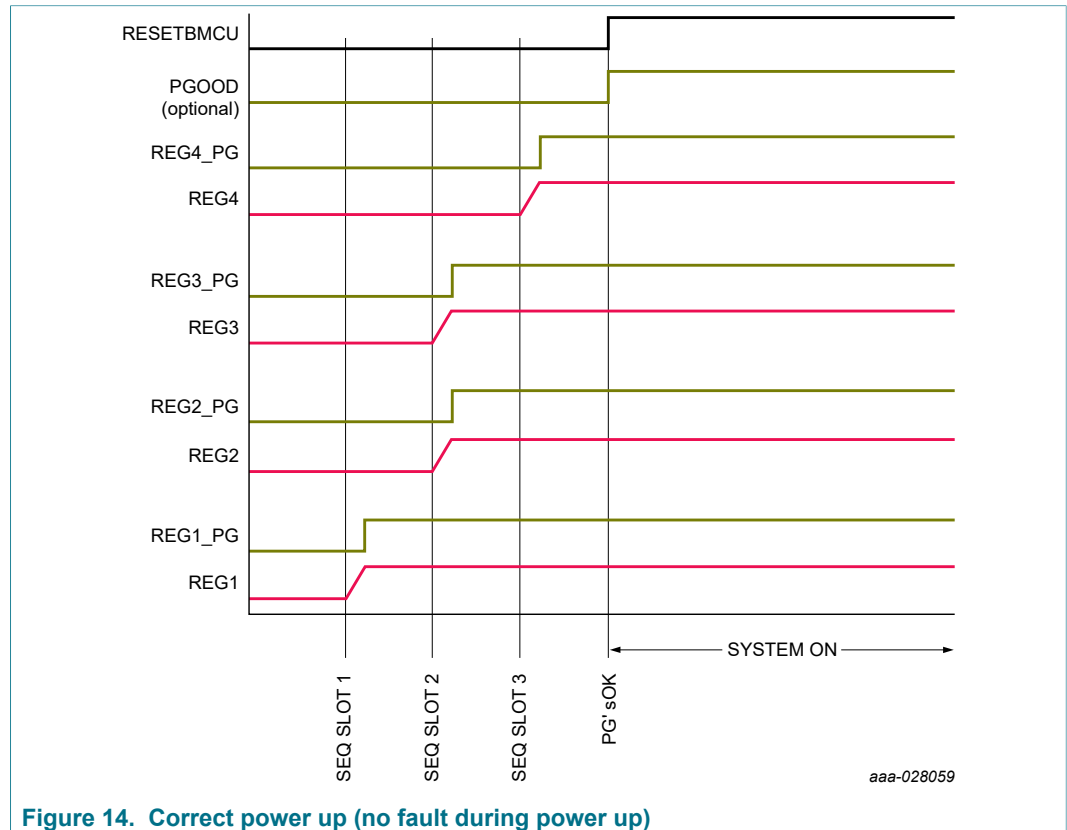 RESETBMCU
PGOOD
(optional)
REG4_PG
REG4
REG3_PG
REG3
REG2_PG
REG2
REG1_PG
REG1
SYSTEM ON
SEQ SLOT 1
SEQ SLOT 2
SEQ SLOT 3
PG' sOK
aaa-028059
Figure 14. Correct power up (no fault during power up)